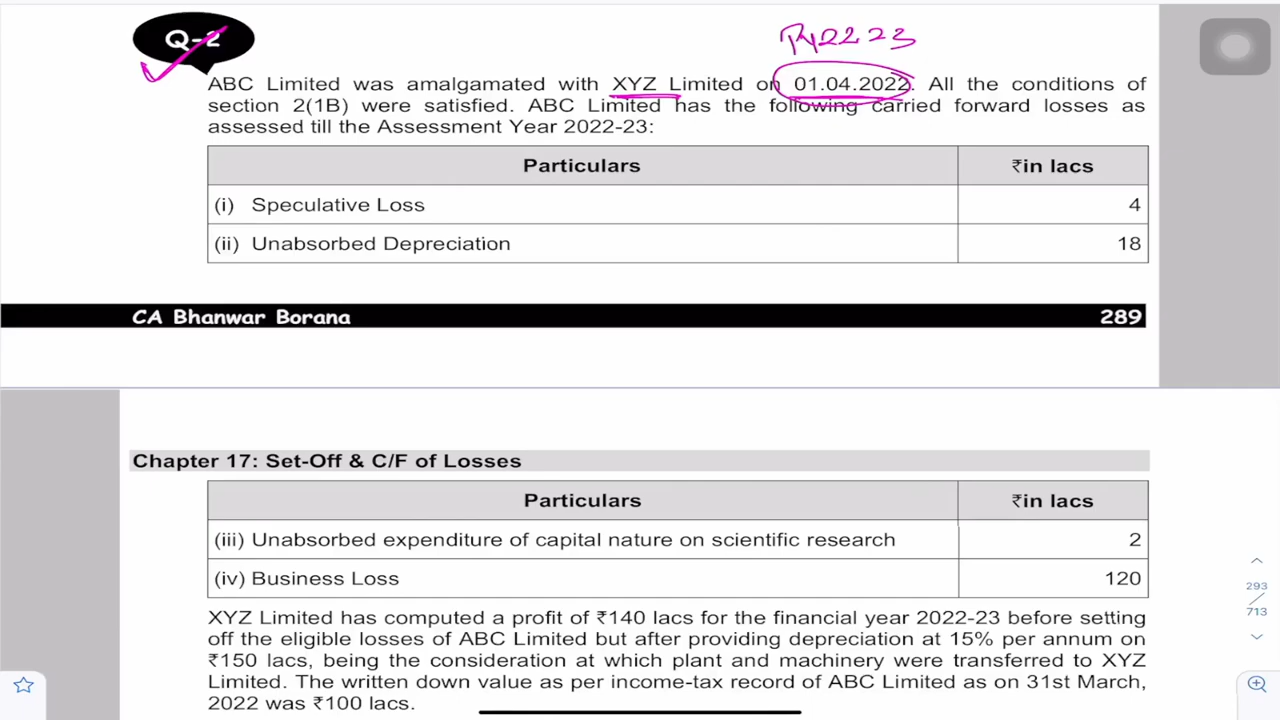 Q-2
PY 22 23
ABC Limited was amalgamated with XYZ Limited on 01.04.2022. All the conditions of
section 2(1B) were satisfied. ABC Limited has the following carried forward losses as
assessed till the Assessment Year 2022-23:
Particulars ₹in lacs
(i) Speculative Loss 4
(ii) Unabsorbed Depreciation 18
CA Bhanwar Borana 289
Chapter 17: Set-Off & C/F of Losses
Particulars ₹in lacs
(iii) Unabsorbed expenditure of capital nature on scientific research 2
(iv) Business Loss 120
XYZ Limited has computed a profit of ₹140 lacs for the financial year 2022-23 before setting
off the eligible losses of ABC Limited but after providing depreciation at 15% per annum on
₹150 lacs, being the consideration at which plant and machinery were transferred to XYZ
Limited. The written down value as per income-tax record of ABC Limited as on 31st March,
2022 was ₹100 lacs.
293
713